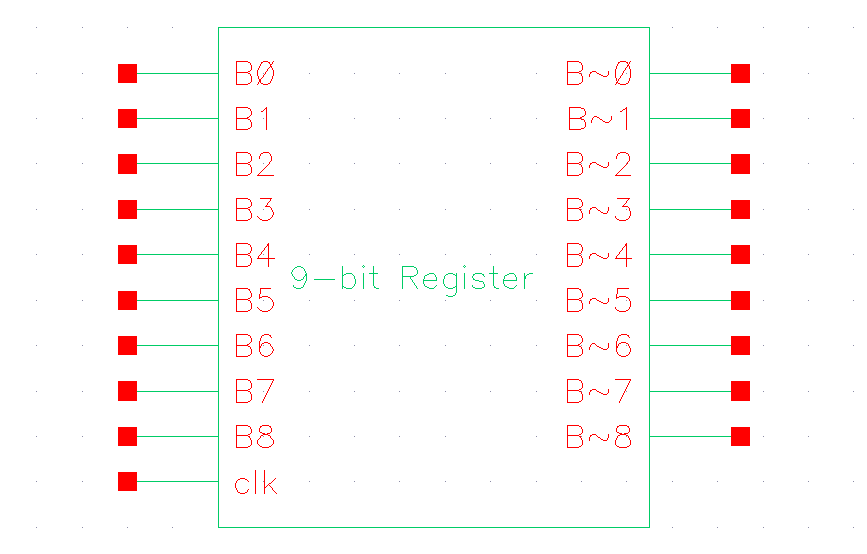 B0 B~0
B1 B~1
B2 B~2
B3 B~3
B4 B~4
9-bit Register
B5 B~5
B6 B~6
B7 B~7
B8 B~8
clk